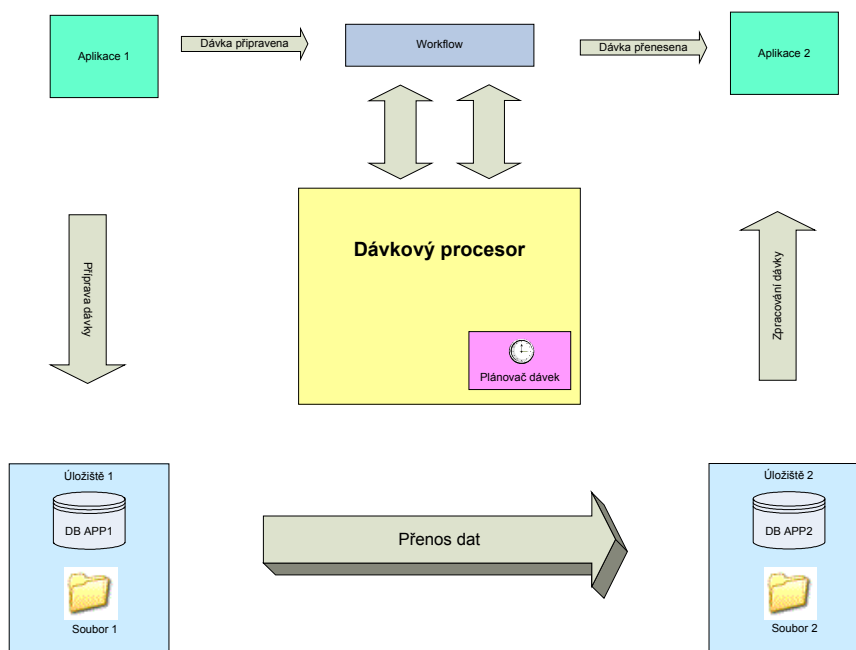 Aplikace 1
Dávka připravena
Workflow
Dávka přenesena
Aplikace 2
Příprava dávky
Dávkový procesor
Plánovač dávek
Zpracování dávky
Úložiště 1
DB APP1
Soubor 1
Přenos dat
Úložiště 2
DB APP2
Soubor 2